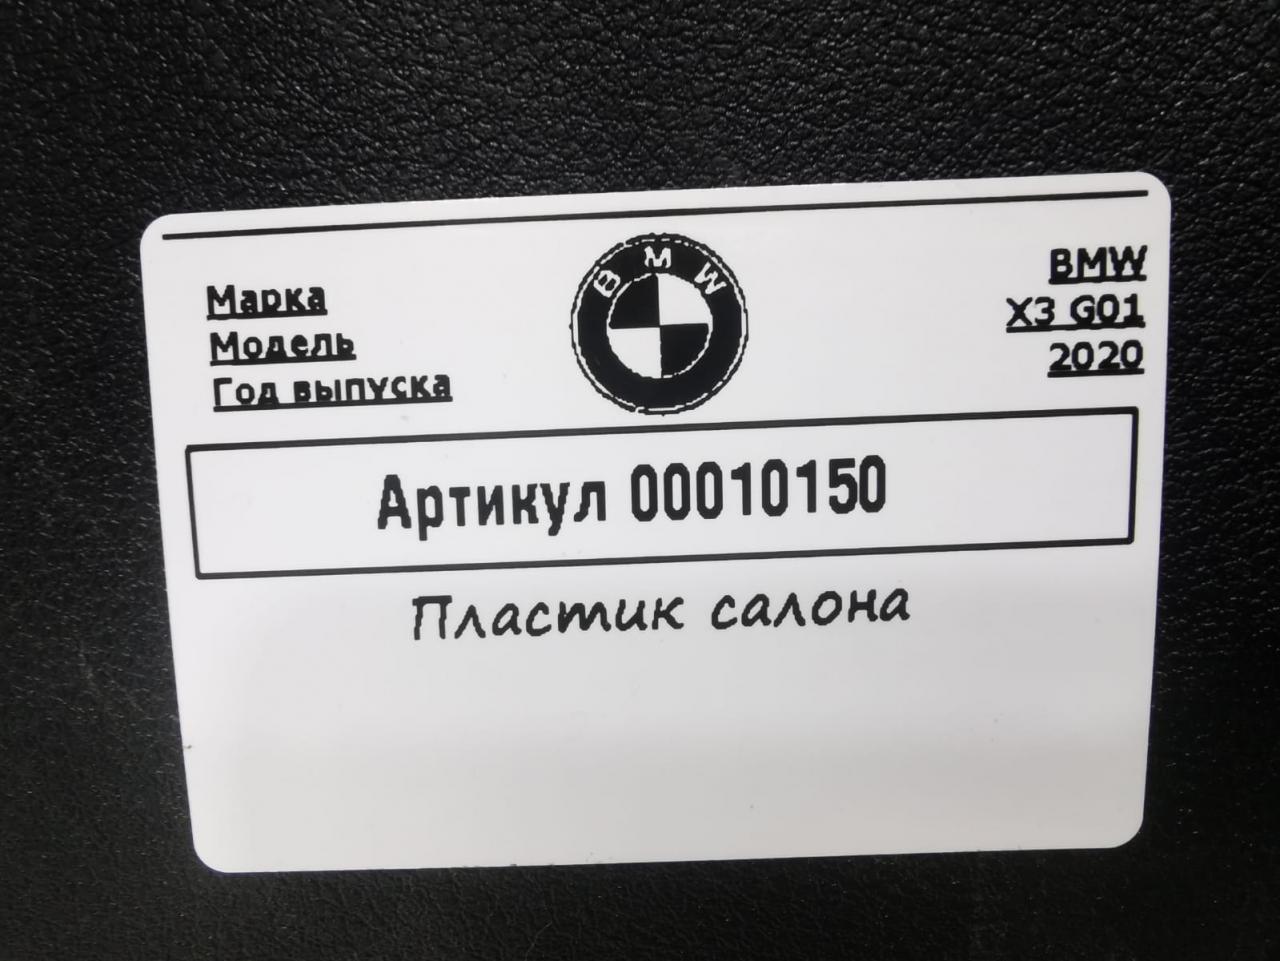 Марка BMW
Модель X3 G01
Год выпуска 2020
BMW
Артикул 00010150
Пластик салона